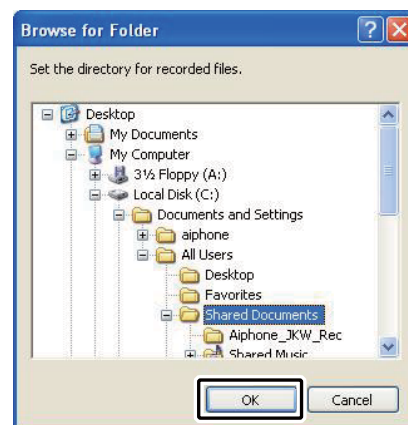 Browse for Folder
Set the directory for recorded files.
Desktop
My Documents
My Computer
3½ Floppy (A:)
Local Disk (C:)
Documents and Settings
aiphone
All Users
Desktop
Favorites
Shared Documents
Aiphone_JKW_Rec
Shared Music
OK Cancel